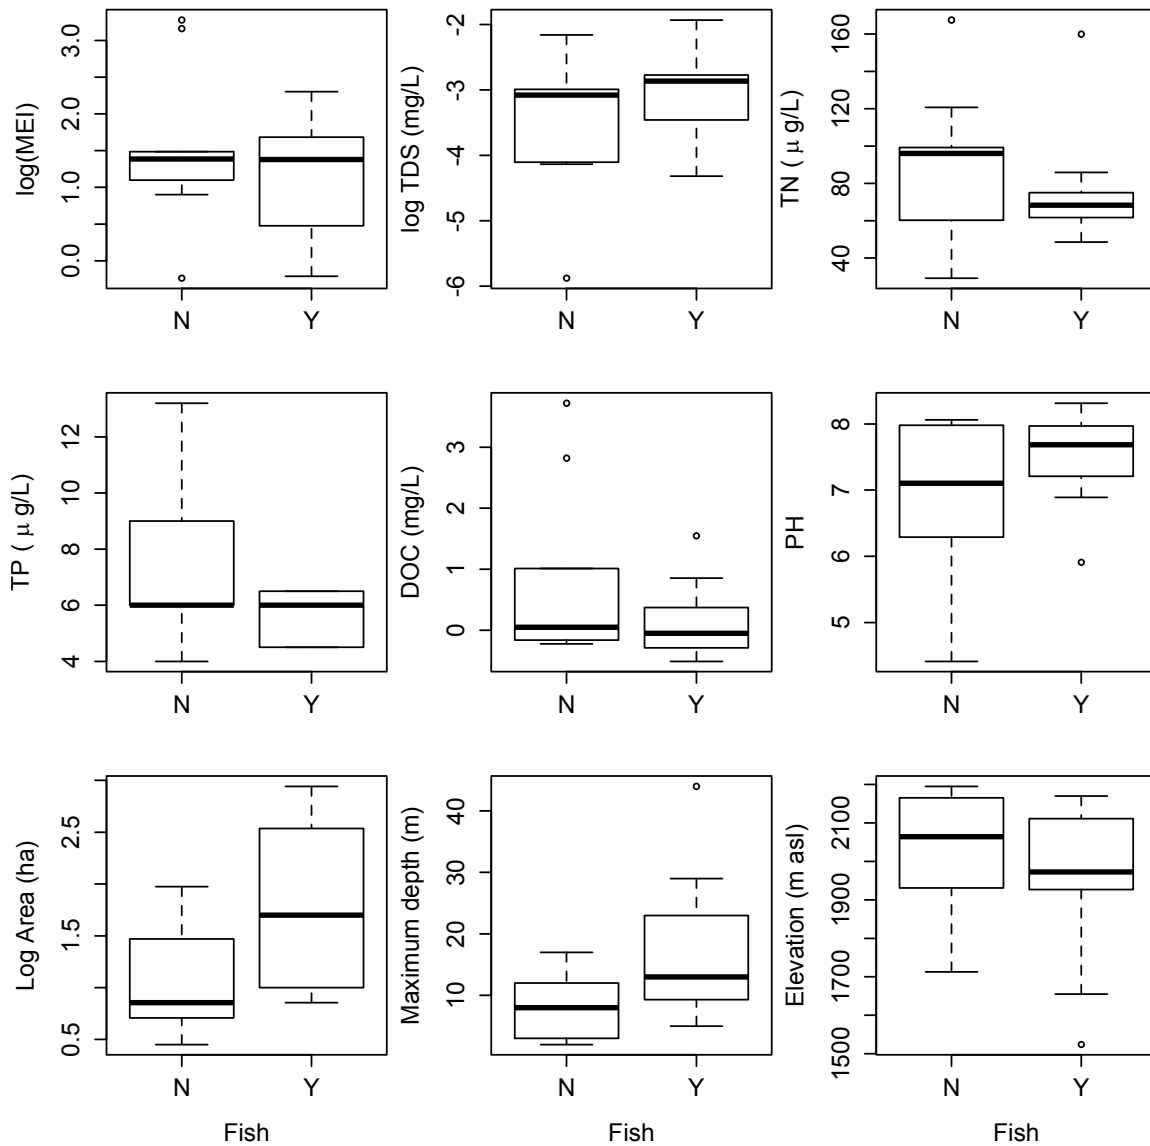 log(MEI)
0.0
1.0
2.0
3.0
N
Y
log TDS (mg/L)
-6
-5
-4
-3
-2
N
Y
TN ( μ g/L)
40
80
120
160
N
Y
TP ( μ g/L)
4
6
8
10
12
N
Y
DOC (mg/L)
0
1
2
3
N
Y
PH
5
6
7
8
N
Y
Log Area (ha)
0.5
1.5
2.5
N
Y
Fish
Maximum depth (m)
10
20
30
40
N
Y
Fish
Elevation (m asl)
1500
1700
1900
2100
N
Y
Fish